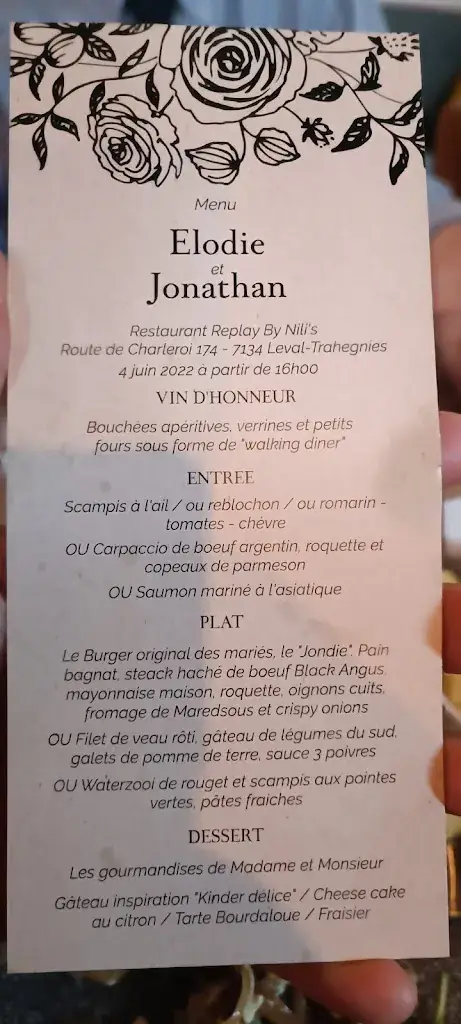 Menu
Elodie
et
Jonathan
Restaurant Replay By Nili's
Route de Charleroi 174 - 7134 Leval-Trahegnies
4 juin 2022 à partir de 16h00
VIN D'HONNEUR
Bouchées apéritives, verrines et petits
fours sous forme de "walking diner"
ENTREE
Scampis à l'ail / ou reblochon / ou romarin -
tomates - chévre
OU Carpaccio de boeuf argentin, roquette et
copeaux de parmeson
OU Saumon mariné à l'asiatique
PLAT
Le Burger original des mariés, le "Jondie". Pain
bagnat, steack haché de boeuf Black Angus,
mayonnaise maison, roquette, oignons cuits,
fromage de Maredsous et crispy onions
OU Filet de veau rôti, gâteau de légumes du sud,
galets de pomme de terre, sauce 3 poivres
OU Waterzooi de rouget et scampis aux pointes
vertes, pâtes fraiches
DESSERT
Les gourmandises de Madame et Monsieur
Gâteau inspiration "Kinder délice" / Cheese cake
au citron / Tarte Bourdaloue / Fraisier